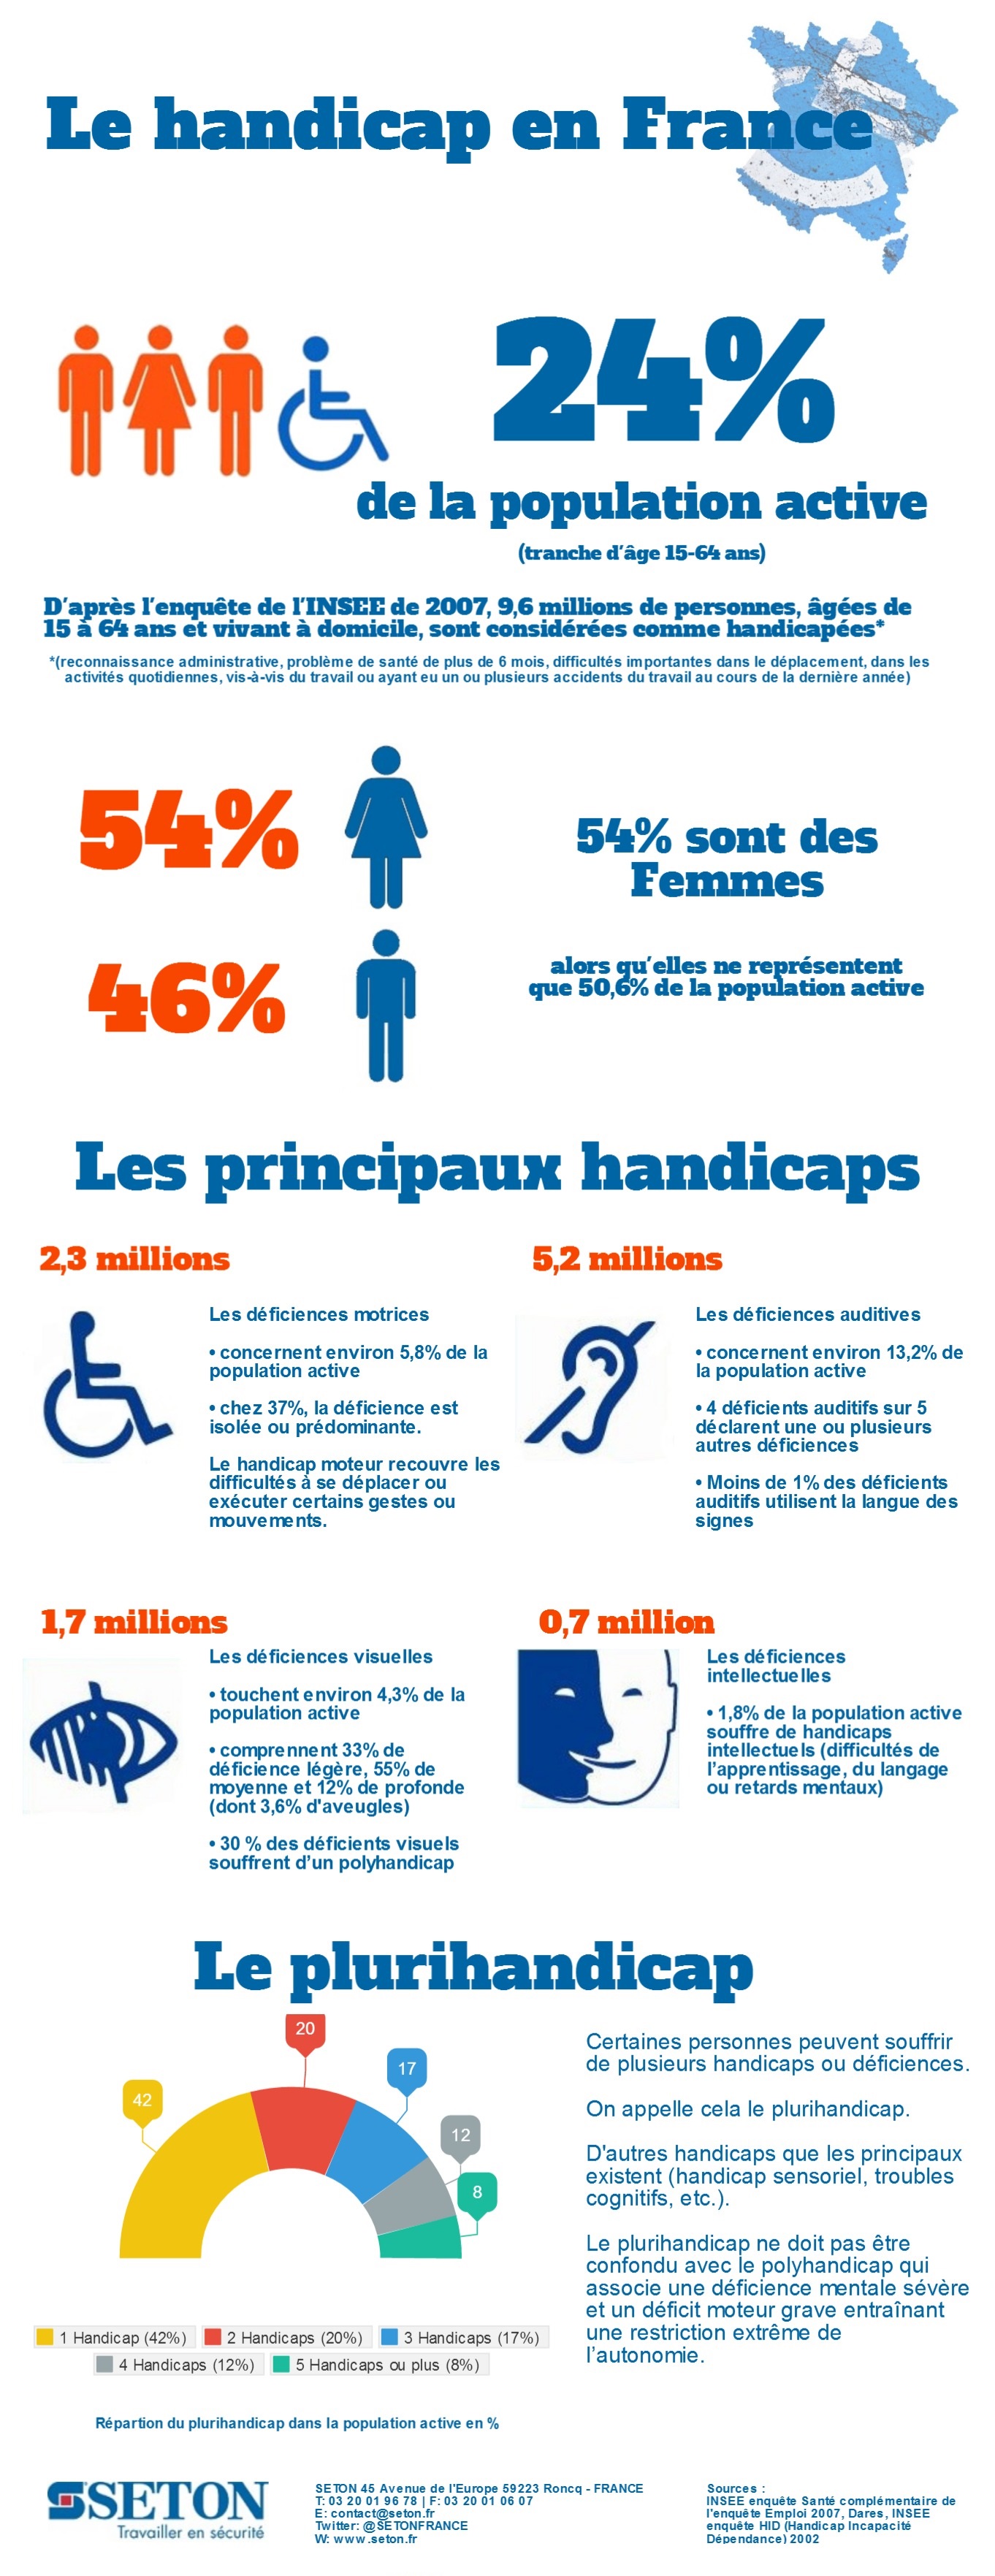 Le handicap en France
24%
de la population active
(tranche d'âge 15-64 ans)
D'après l'enquête de l'INSEE de 2007, 9,6 millions de personnes, âgées de
15 à 64 ans et vivant à domicile, sont considérées comme handicapées*
*(reconnaissance administrative, problème de santé de plus de 6 mois, difficultés importantes dans le déplacement, dans les
activités quotidiennes, vis-à-vis du travail ou ayant eu un ou plusieurs accidents du travail au cours de la dernière année)
54%
54% sont des
Femmes
46%
alors qu'elles ne représentent
que 50,6% de la population active
Les principaux handicaps
2,3 millions
Les déficiences motrices
• concernent environ 5,8% de la
population active
• chez 37%, la déficience est
isolée ou prédominante.
Le handicap moteur recouvre les
difficultés à se déplacer ou
exécuter certains gestes ou
mouvements.
5,2 millions
Les déficiences auditives
• concernent environ 13,2% de
la population active
• 4 déficients auditifs sur 5
déclarent une ou plusieurs
autres déficiences
• Moins de 1% des déficients
auditifs utilisent la langue des
signes
1,7 millions
Les déficiences visuelles
• touchent environ 4,3% de la
population active
• comprennent 33% de
déficience légère, 55% de
moyenne et 12% de profonde
(dont 3,6% d'aveugles)
• 30 % des déficients visuels
souffrent d'un polyhandicap
0,7 million
Les déficiences
intellectuelles
• 1,8% de la population active
souffre de handicaps
intellectuels (difficultés de
l'apprentissage, du langage
ou retards mentaux)
Le plurihandicap
20
17
42
12
8
1 Handicap (42%) 2 Handicaps (20%) 3 Handicaps (17%)
4 Handicaps (12%) 5 Handicaps ou plus (8%)
Répartion du plurihandicap dans la population active en %
Certaines personnes peuvent souffrir
de plusieurs handicaps ou déficiences.
On appelle cela le plurihandicap.
D'autres handicaps que les principaux
existent (handicap sensoriel, troubles
cognitifs, etc.).
Le plurihandicap ne doit pas être
confondu avec le polyhandicap qui
associe une déficience mentale sévère
et un déficit moteur grave entraînant
une restriction extrême de
l'autonomie.
SETON
Travailler en sécurité
SETON 45 Avenue de l'Europe 59223 Roncq - FRANCE
T: 03 20 01 96 78 | F: 03 20 01 06 07
E: contact@seton.fr
Twitter: @SETONFRANCE
W: www.seton.fr
Sources :
INSEE enquête Santé complémentaire de
l'enquête Emploi 2007, Dares, INSEE
enquête HID (Handicap Incapacité
Dépendance) 2002